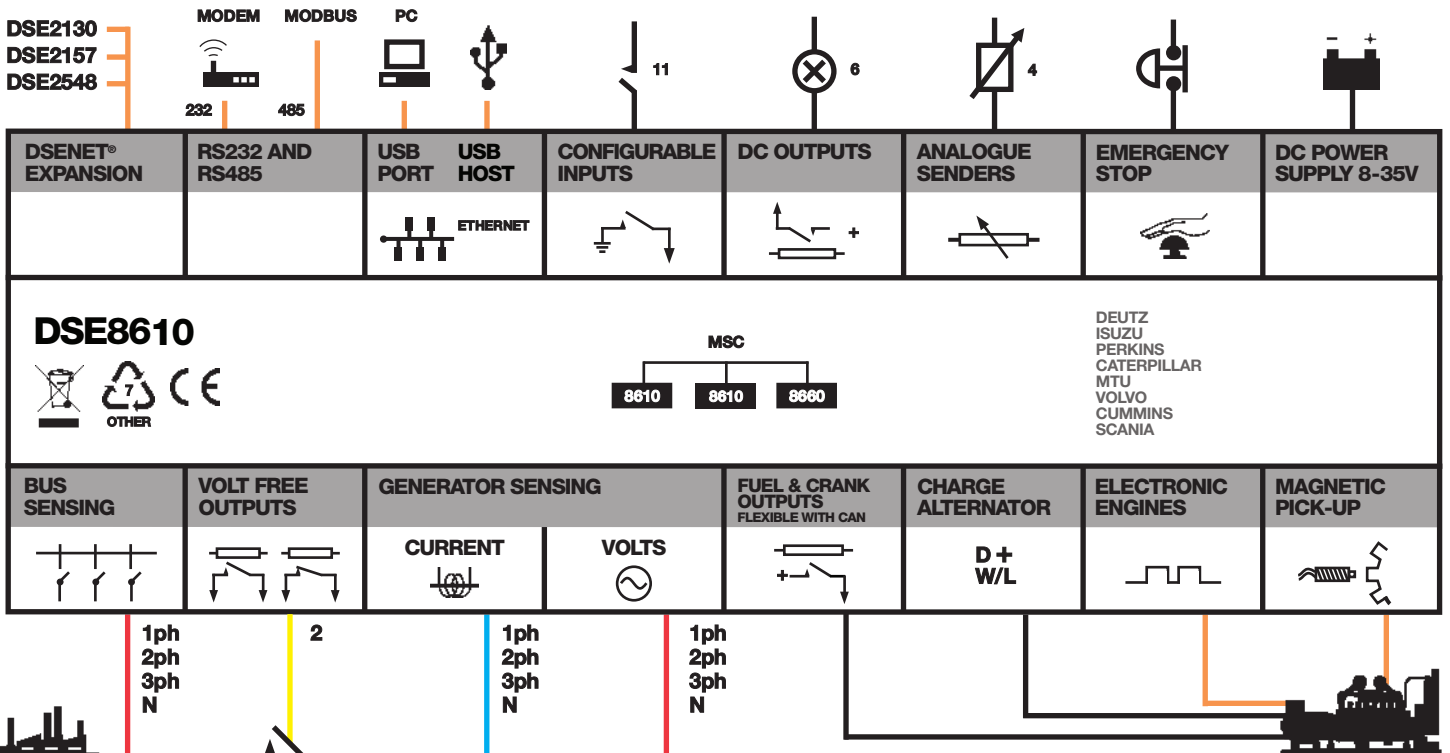 MODEM MODBUS PC
DSE2130
DSE2157
DSE2548
- +
11
6
4
232 485
DSENET® EXPANSION
RS232 AND RS485
USB PORT
USB HOST
CONFIGURABLE INPUTS
DC OUTPUTS
ANALOGUE SENDERS
EMERGENCY STOP
DC POWER SUPPLY 8-35V
ETHERNET
+
DSE8610
7
OTHER
CE
MSC
8610 8610 8660
DEUTZ
ISUZU
PERKINS
CATERPILLAR
MTU
VOLVO
CUMMINS
SCANIA
BUS SENSING
VOLT FREE OUTPUTS
GENERATOR SENSING
FUEL & CRANK OUTPUTS
FLEXIBLE WITH CAN
CHARGE ALTERNATOR
ELECTRONIC ENGINES
MAGNETIC PICK-UP
CURRENT
VOLTS
+
D+
W/L
1ph
2ph
3ph
N
2
1ph
2ph
3ph
N
1ph
2ph
3ph
N